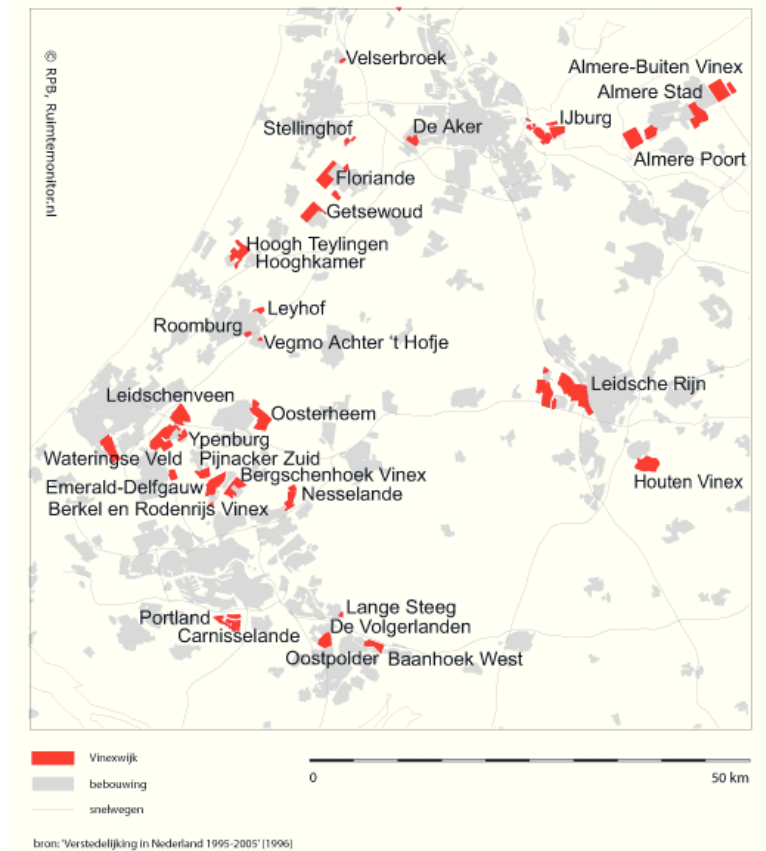 © RPB, Ruimtemonitor.nl
Velserbroek
Almere-Buiten Vinex
Almere Stad
IJburg
De Aker
Stellinghof
Almere Poort
Floriande
Getsewoud
Hoogh Teylingen
Hooghkamer
Leyhof
Roomburg
Vegmo Achter ‘t Hofje
Leidsche Rijn
Leidschenveen
Oosterheem
Ypenburg
Wateringse Veld
Pijnacker Zuid
Bergschenhoek Vinex
Houten Vinex
Emerald-Delfgauw
Nesselande
Berkel en Rodenrijs Vinex
Lange Steeg
Portland
De Volgerlanden
Carnisselande
Oostpolder
Baanhoek West
Vinexwijk
bebouwing
snelwegen
0
50 km
bron: ‘Verstedelijking in Nederland 1995-2005’ (1996)